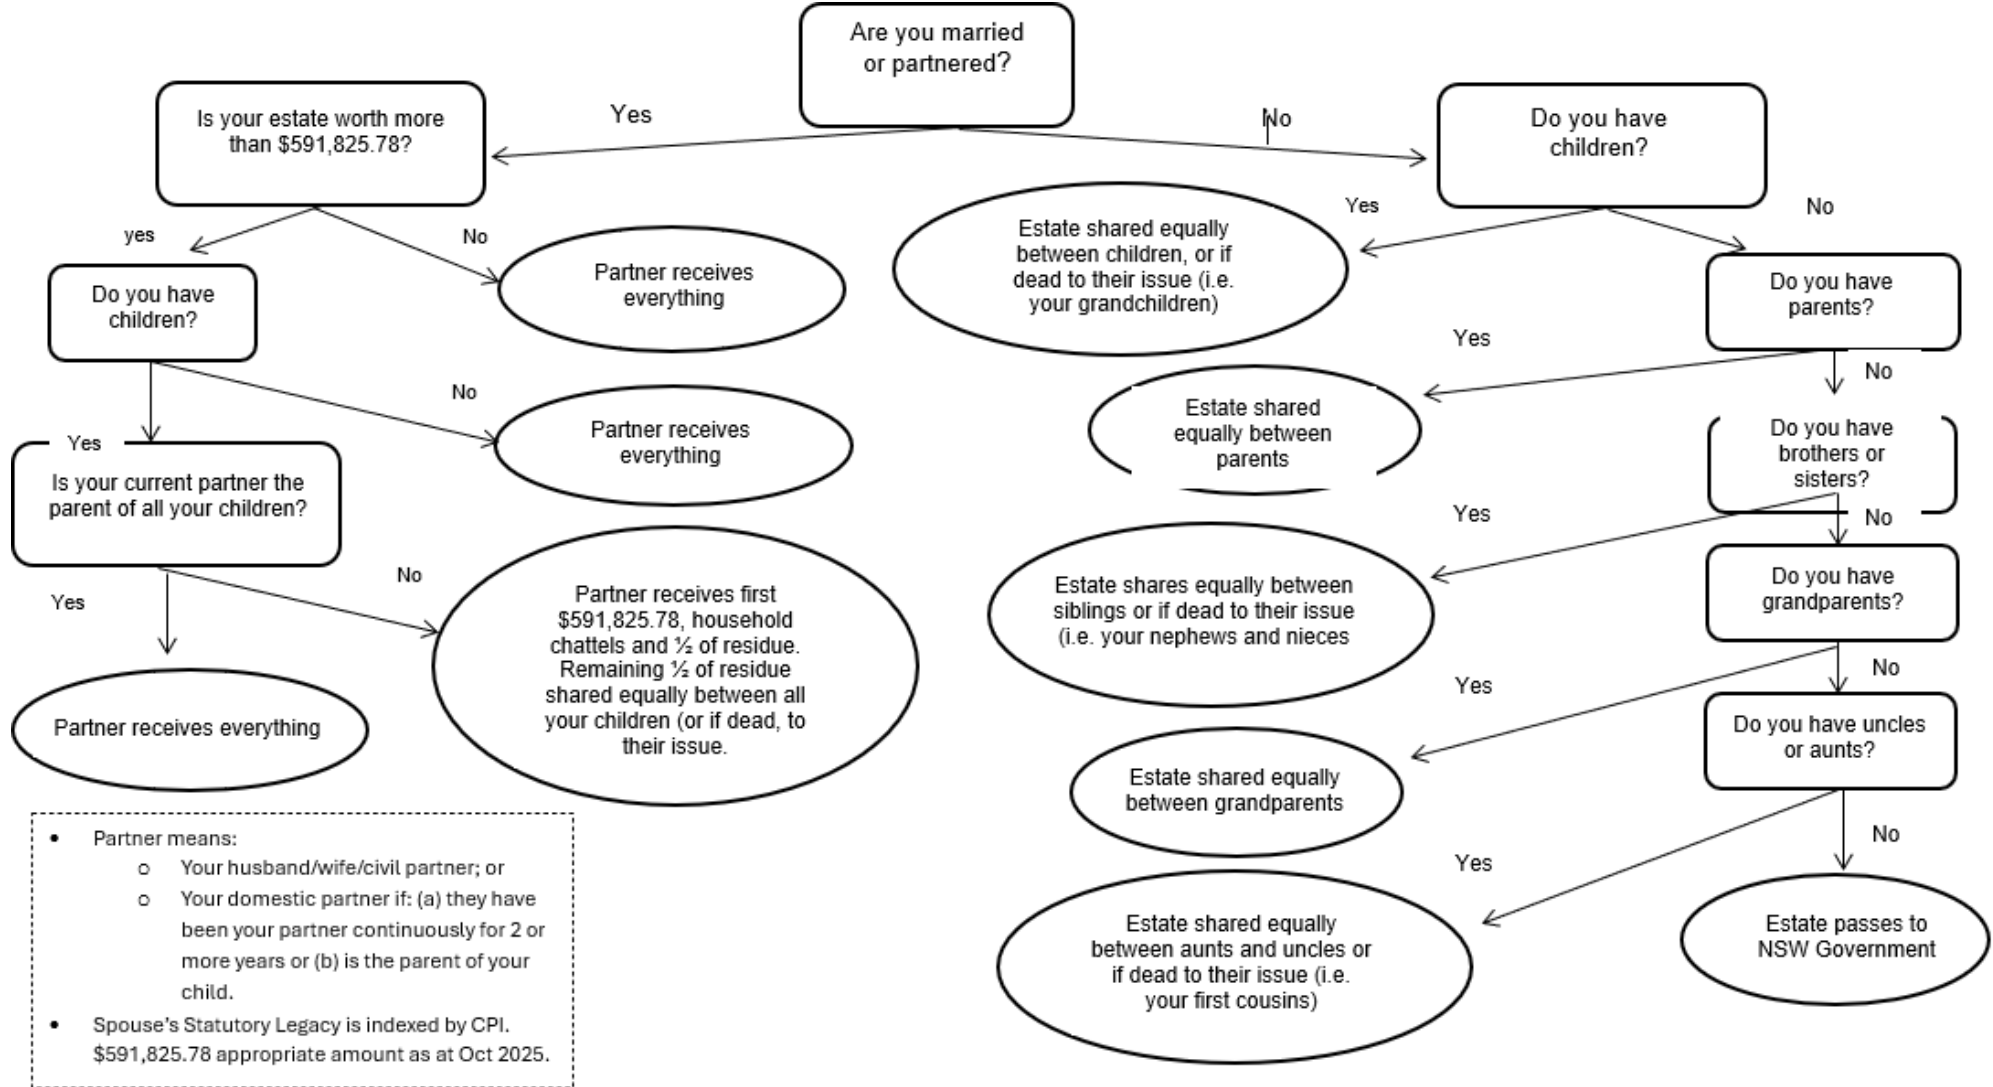 Are you married
or partnered?
Is your estate worth more
than $591,825.78?
Yes
No
Do you have
children?
yes
No
Partner receives
everything
Do you have
children?
No
Partner receives
everything
Yes
Is your current partner the
parent of all your children?
Yes
No
Partner receives everything
Partner receives first
$591,825.78, household
chattels and ½ of residue.
Remaining ½ of residue
shared equally between all
your children (or if dead, to
their issue.
Yes
No
Estate shared equally
between children, or if
dead to their issue (i.e.
your grandchildren)
Do you have
parents?
Yes
No
Estate shared
equally between
parents
Do you have
brothers or
sisters?
Yes
No
Estate shares equally between
siblings or if dead to their issue
(i.e. your nephews and nieces
Do you have
grandparents?
Yes
No
Estate shared equally
between grandparents
Do you have uncles
or aunts?
Yes
No
Estate shared equally
between aunts and uncles or
if dead to their issue (i.e.
your first cousins)
Estate passes to
NSW Government
• Partner means:
o Your husband/wife/civil partner; or
o Your domestic partner if: (a) they have
been your partner continuously for 2 or
more years or (b) is the parent of your
child.
• Spouse’s Statutory Legacy is indexed by CPI.
$591,825.78 appropriate amount as at Oct 2025.